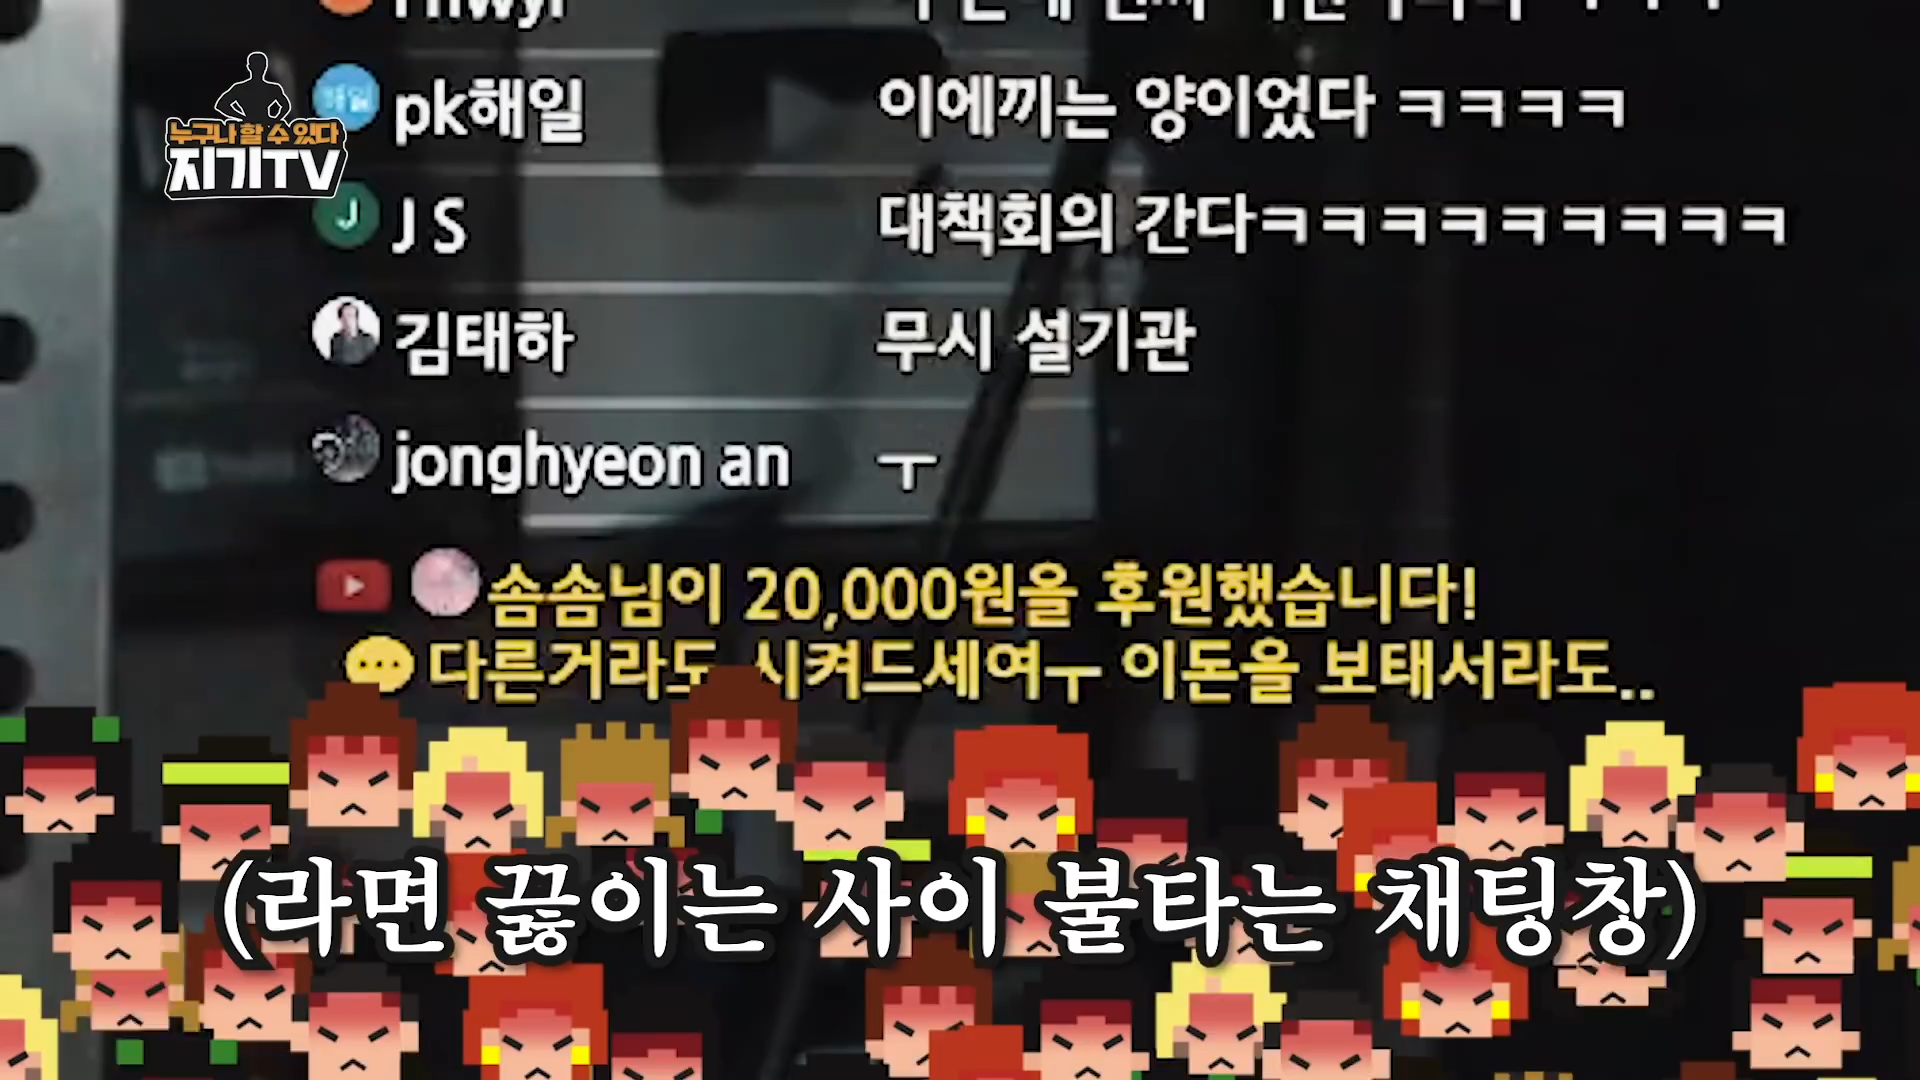 누구나 할 수 있다
지기TV
해일
pk해일 이에끼는 양이었다 ㅋㅋㅋㅋ
J
J S 대책회의 간다ㅋㅋㅋㅋㅋㅋㅋㅋㅋ
김태하 무시 설기관
jonghyeon an ㅜ
솜솜님이 20,000원을 후원했습니다!
다른거라도 시켜드세여ㅜ 이돈을 보태서라도..
(라면 끓이는 사이 불타는 채팅창)